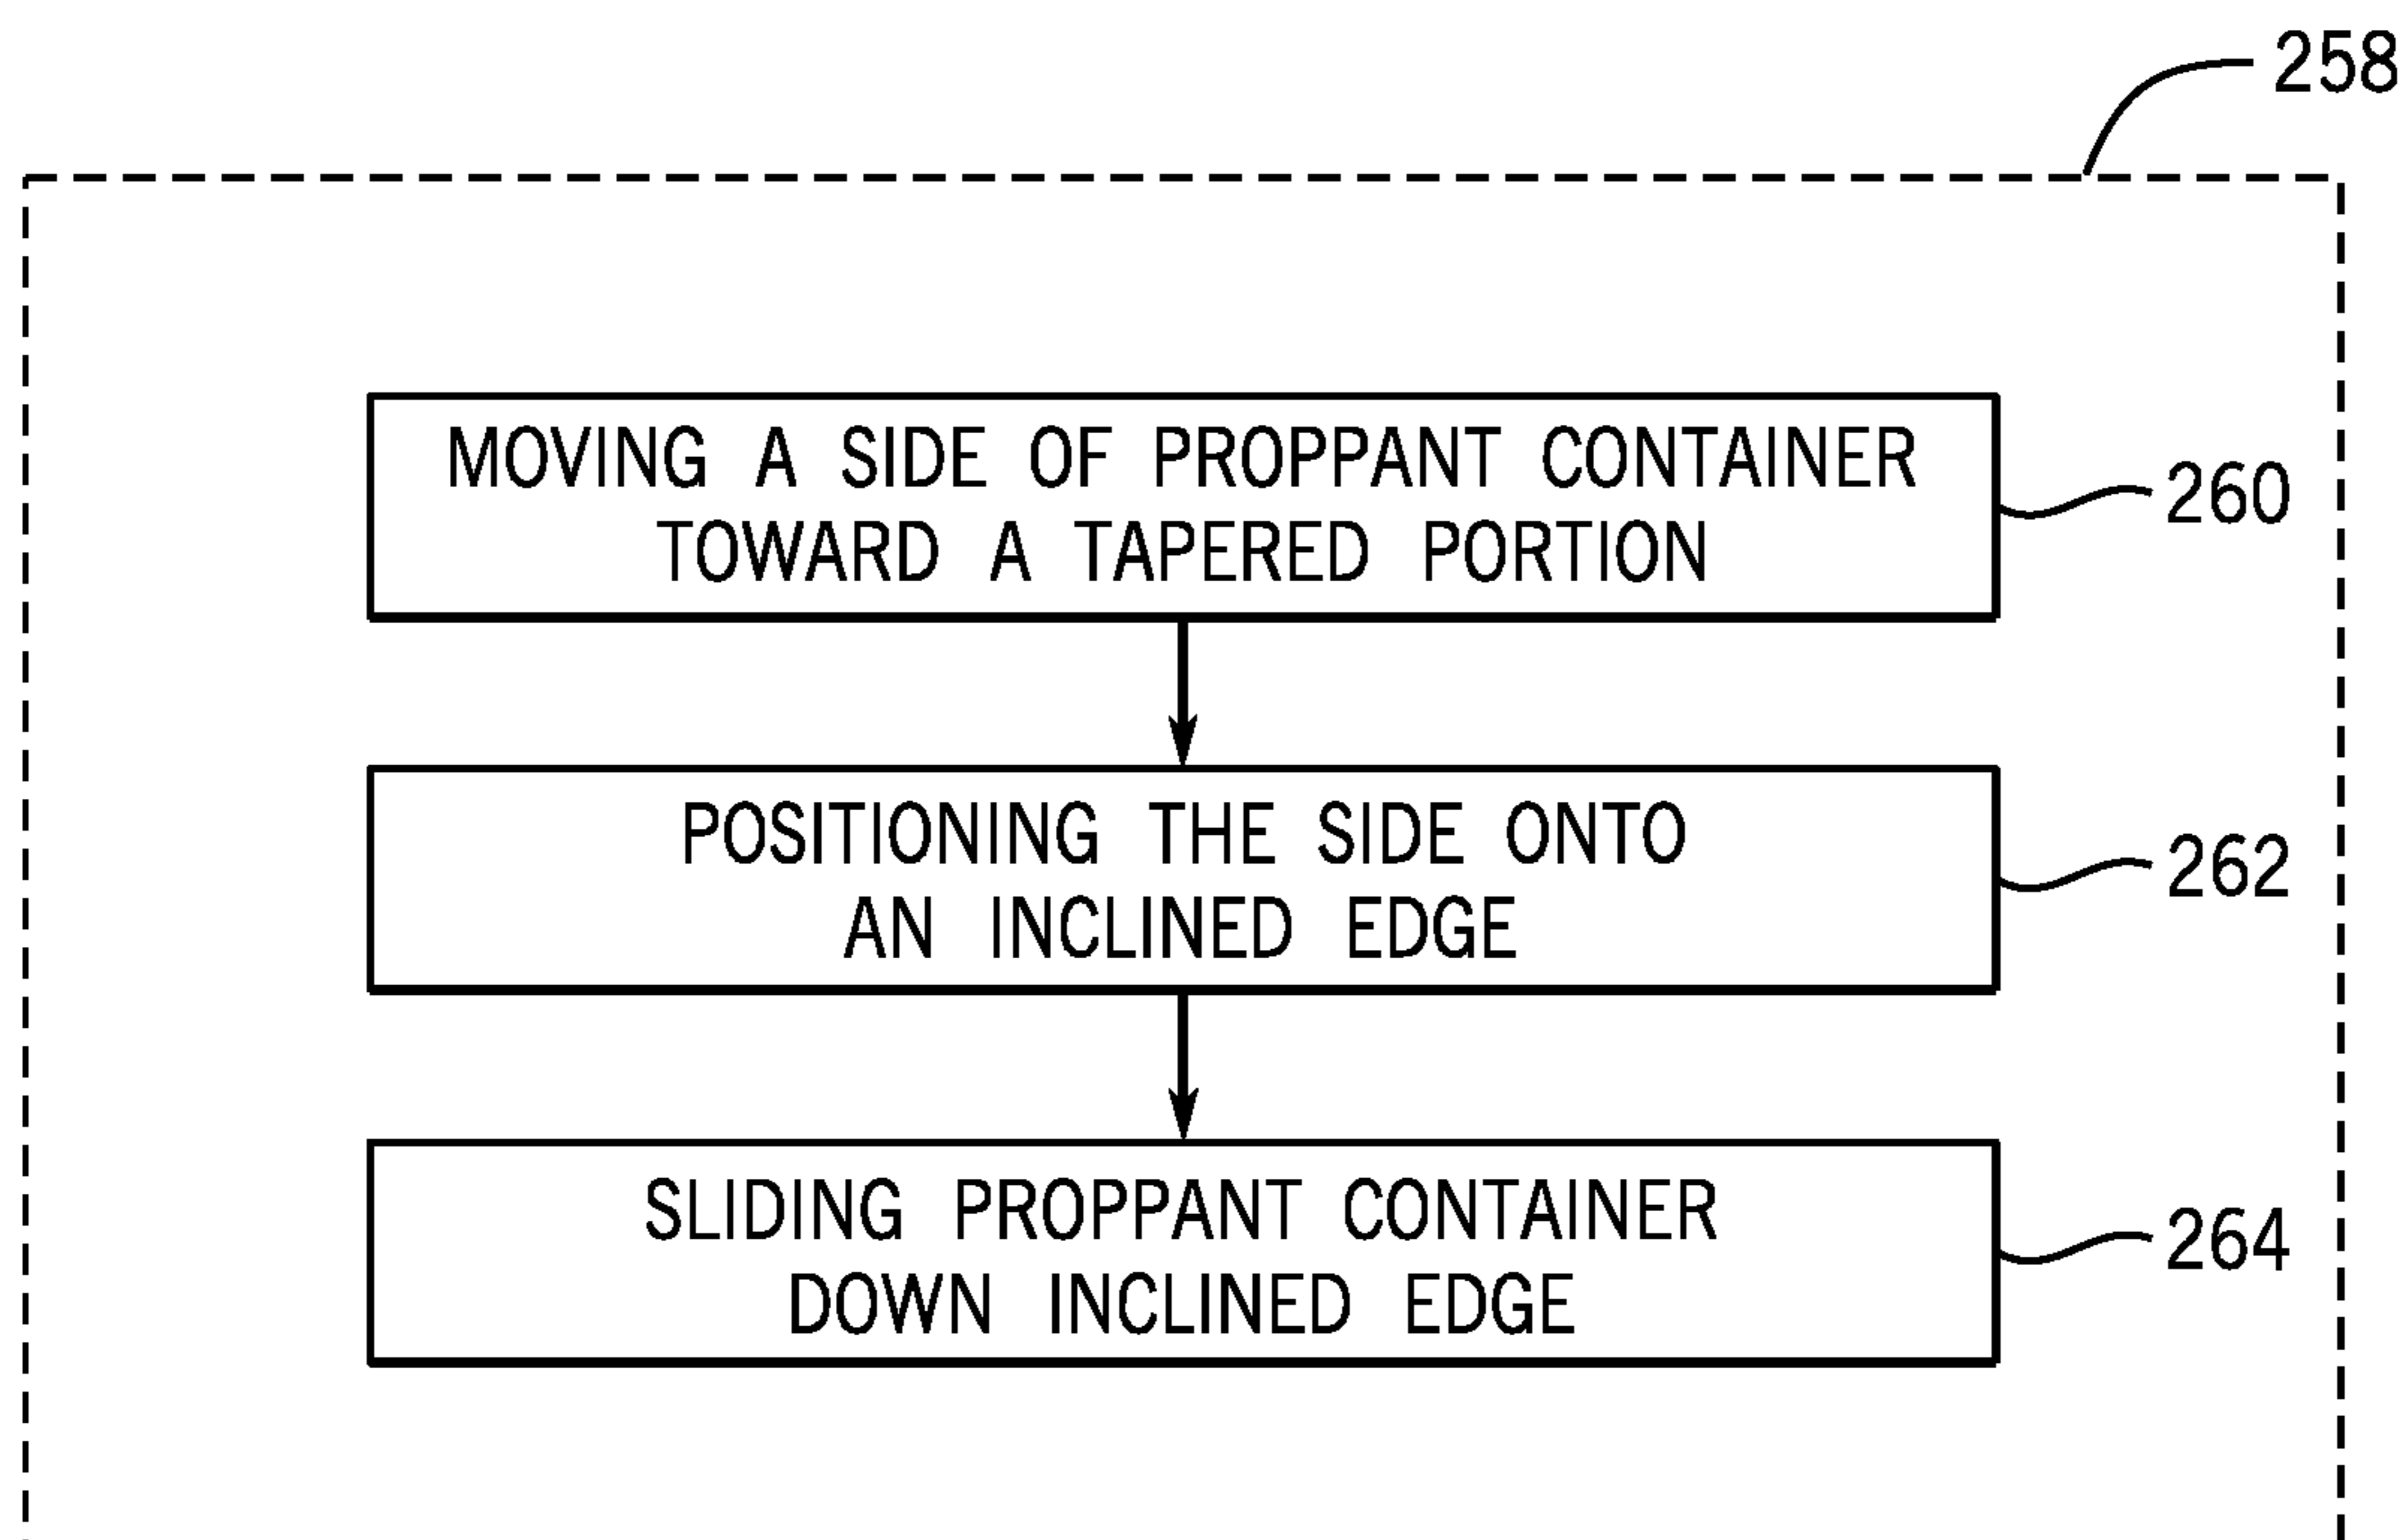 258
MOVING A SIDE OF PROPPANT CONTAINER
TOWARD A TAPERED PORTION
260
POSITIONING THE SIDE ONTO
AN INCLINED EDGE
262
SLIDING PROPPANT CONTAINER
DOWN INCLINED EDGE
264